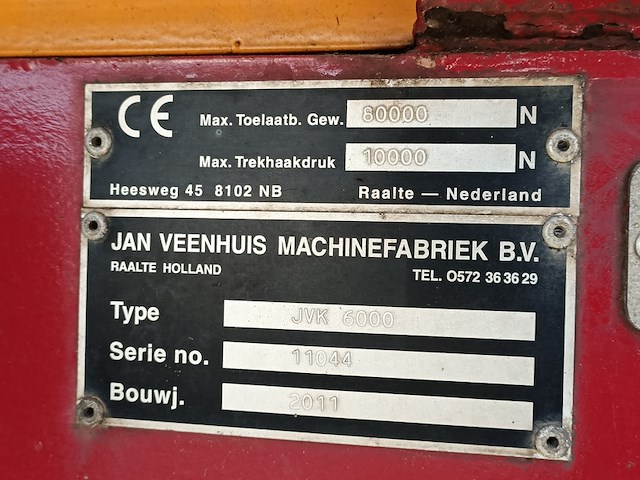 CE
Max. Toelaatb. Gew. 80000 N
Max. Trekhaakdruk 10000 N
Heesweg 45 8102 NB Raalte — Nederland
JAN VEENHUIS MACHINEFABRIEK B.V.
RAALTE HOLLAND TEL. 0572 36 36 29
Type JVK 6000
Serie no. 11044
Bouwj. 2011